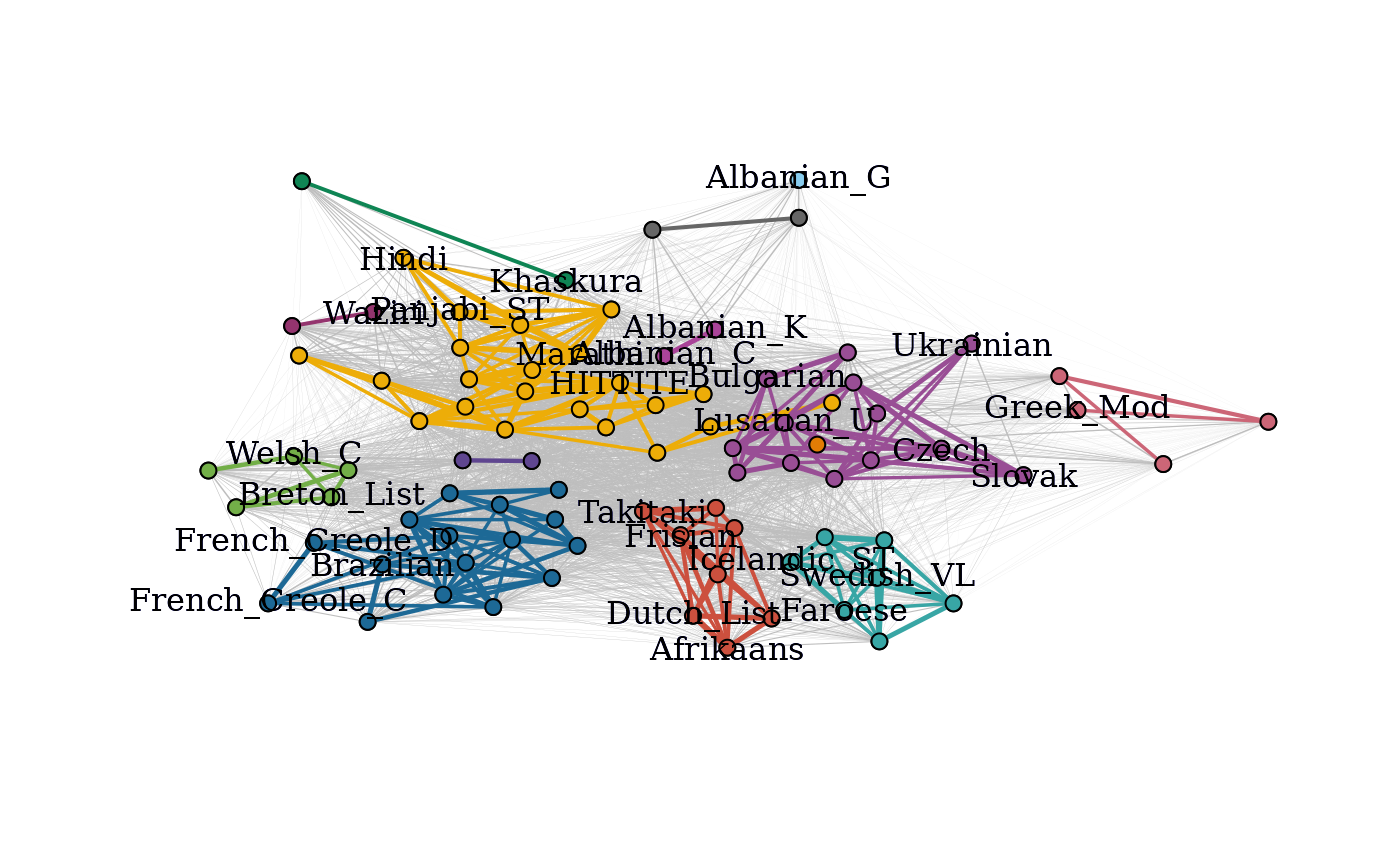 Albanian_G
Hindi
Khaskura
Waziri
Panjabi_ST
Albanian_K
Ukrainian
Marathi
Albanian_C
HITTITE
Bulgarian
Greek_Mod
Lusatian_U
Welsh_C
Czech
Slovak
Breton_List
Takitaki
French_Creole_D
Frisian
Brazilian
Icelandic_ST
Swedish_VL
French_Creole_C
Dutch_List
Faroese
Afrikaans